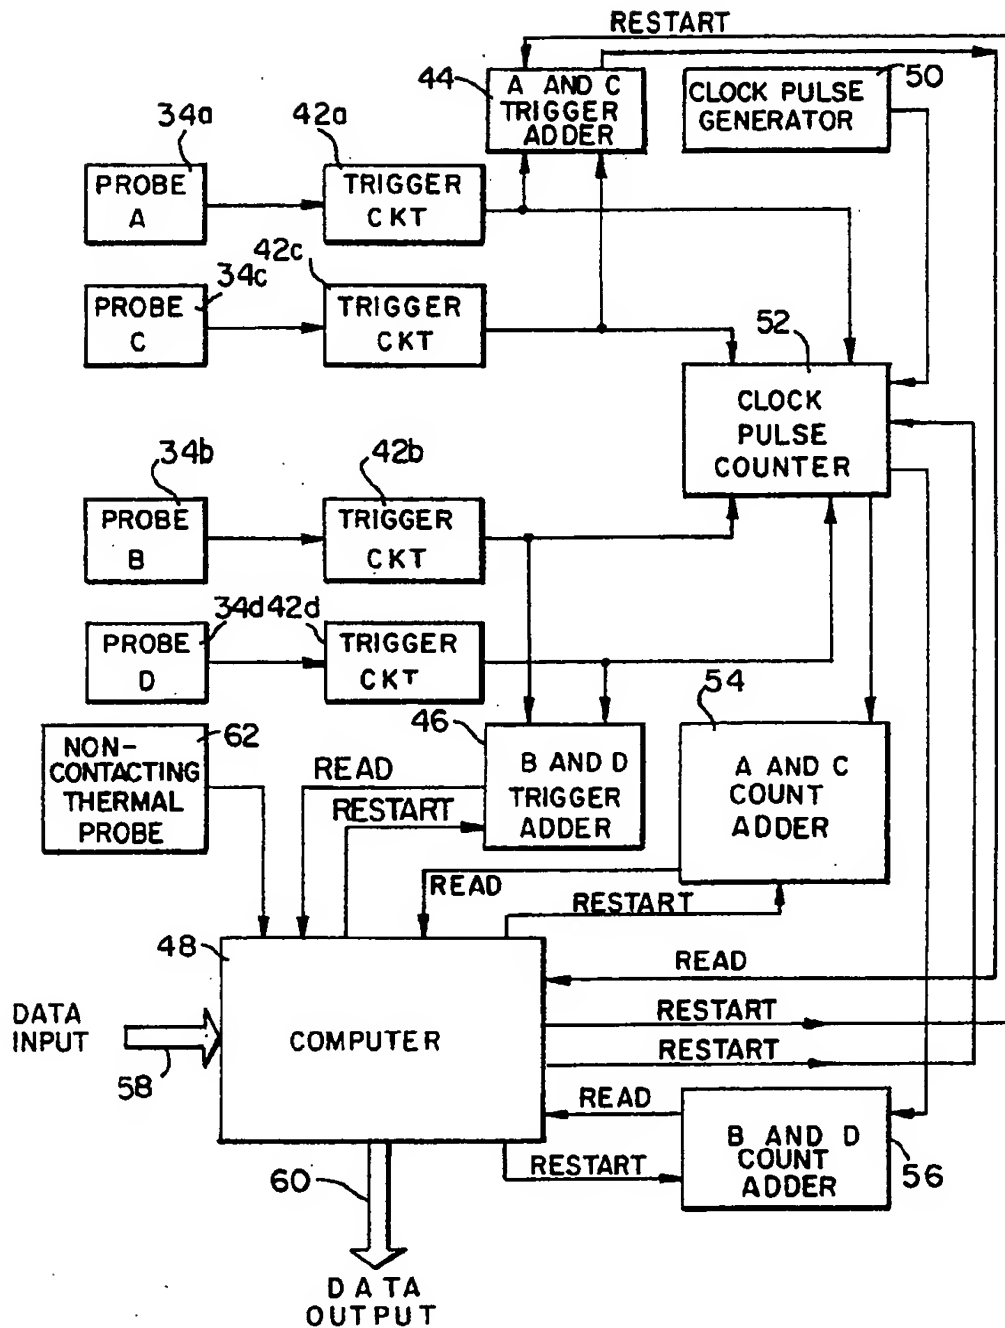 RESTART
44
A AND C
TRIGGER
ADDER
50
CLOCK PULSE
GENERATOR
34a
PROBE
A
42a
TRIGGER
CKT
34c
PROBE
C
42c
TRIGGER
CKT
52
CLOCK
PULSE
COUNTER
34b
PROBE
B
42b
TRIGGER
CKT
34d
PROBE
D
42d
TRIGGER
CKT
62
NON-
CONTACTING
THERMAL
PROBE
READ
RESTART
46
B AND D
TRIGGER
ADDER
54
A AND C
COUNT
ADDER
READ
RESTART
48
COMPUTER
READ
RESTART
RESTART
DATA
INPUT
58
READ
RESTART
B AND D
COUNT
ADDER
56
60
DATA
OUTPUT